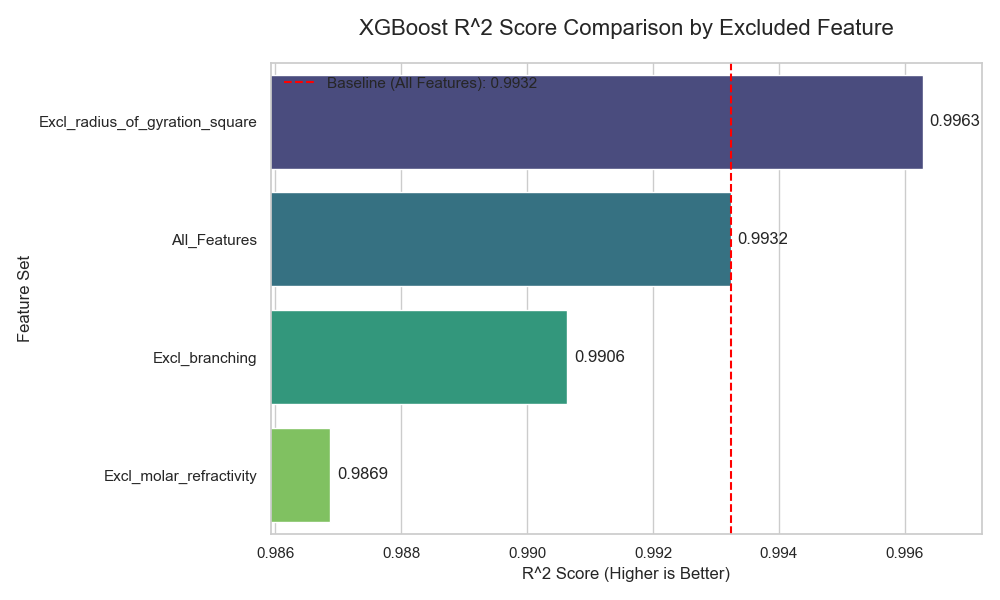 XGBoost R^2 Score Comparison by Excluded Feature
Baseline (All Features): 0.9932
Excl_radius_of_gyration_square
0.9963
All_Features
0.9932
Excl_branching
0.9906
Excl_molar_refractivity
0.9869
Feature Set
0.986 0.988 0.990 0.992 0.994 0.996
R^2 Score (Higher is Better)